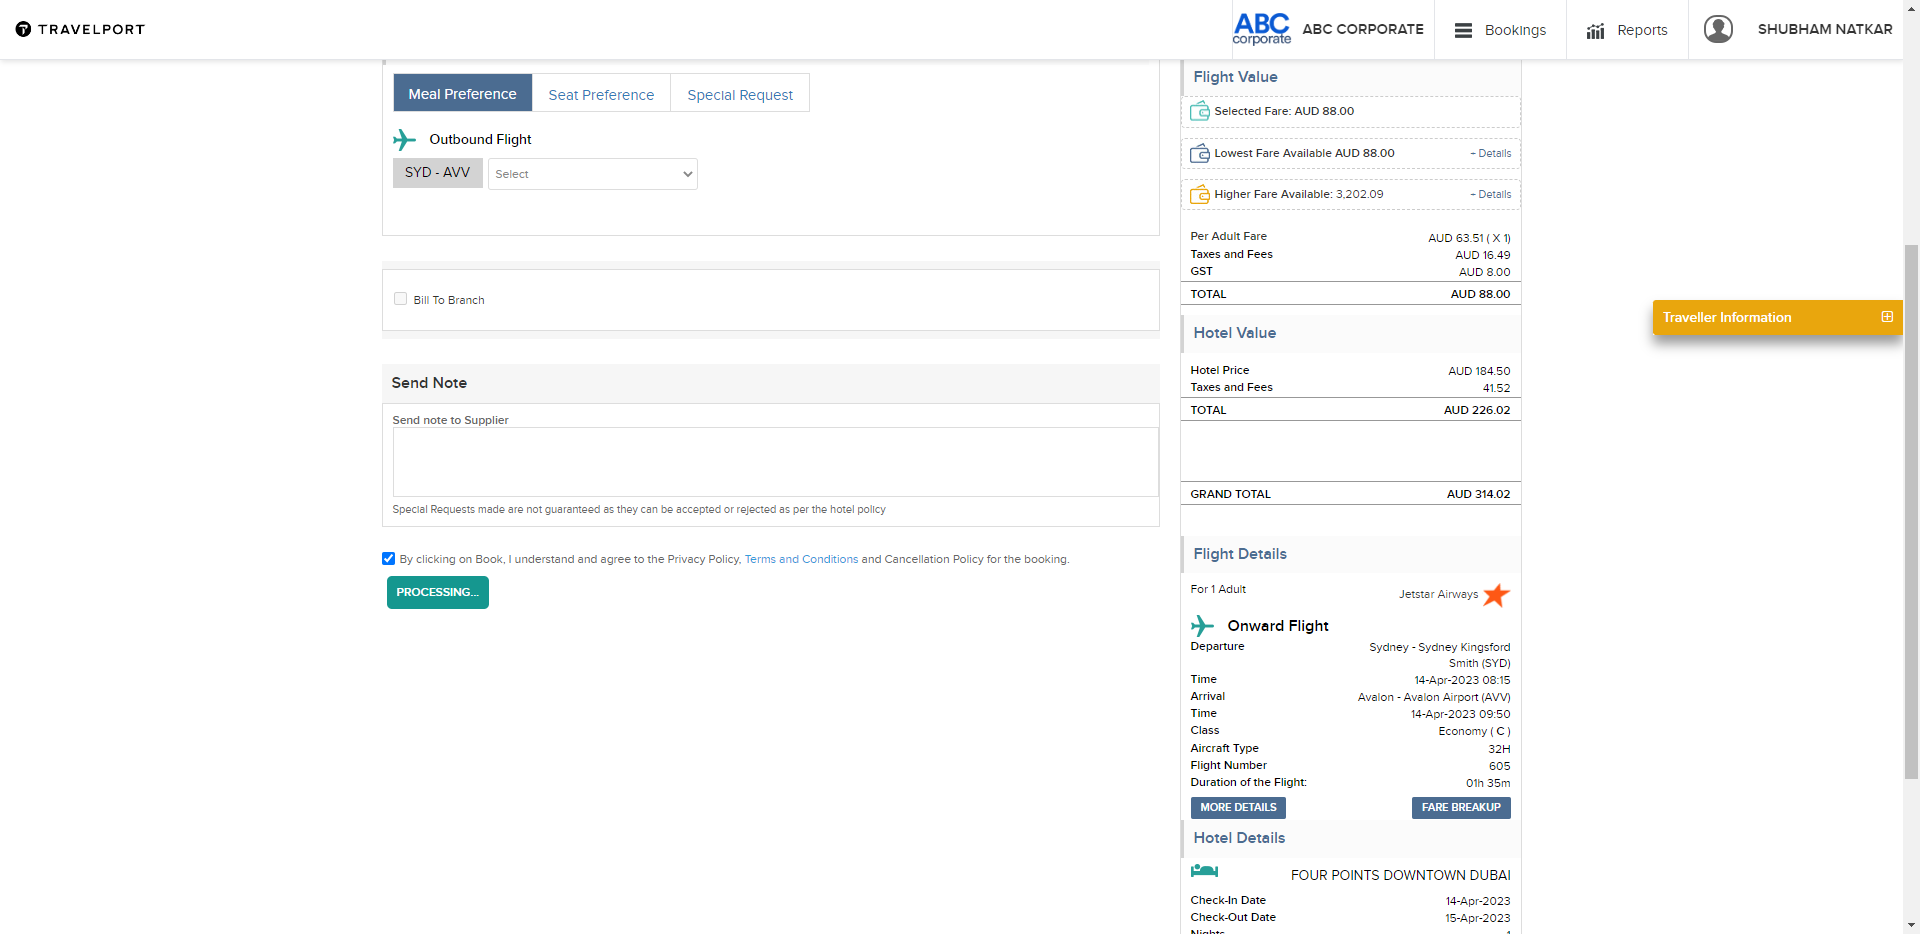 TRAVELPORT
ABC
corporate
ABC CORPORATE
Bookings
Reports
SHUBHAM NATKAR
Meal Preference
Seat Preference
Special Request
Outbound Flight
SYD - AVV
Select
Bill To Branch
Send Note
Send note to Supplier
Special Requests made are not guaranteed as they can be accepted or rejected as per the hotel policy
By clicking on Book, I understand and agree to the Privacy Policy, Terms and Conditions and Cancellation Policy for the booking.
PROCESSING...
Flight Value
Selected Fare: AUD 88.00
Lowest Fare Available AUD 88.00 + Details
Higher Fare Available: 3,202.09 + Details
Per Adult Fare AUD 63.51 ( X 1)
Taxes and Fees AUD 16.49
GST AUD 8.00
TOTAL AUD 88.00
Hotel Value
Hotel Price AUD 184.50
Taxes and Fees 41.52
TOTAL AUD 226.02
GRAND TOTAL AUD 314.02
Flight Details
For 1 Adult Jetstar Airways
Onward Flight
Departure Sydney - Sydney Kingsford
Smith (SYD)
Time 14-Apr-2023 08:15
Arrival Avalon - Avalon Airport (AVV)
Time 14-Apr-2023 09:50
Class Economy ( C )
Aircraft Type 32H
Flight Number 605
Duration of the Flight: 01h 35m
MORE DETAILS FARE BREAKUP
Hotel Details
FOUR POINTS DOWNTOWN DUBAI
Check-In Date 14-Apr-2023
Check-Out Date 15-Apr-2023
Nights 1
Traveller Information